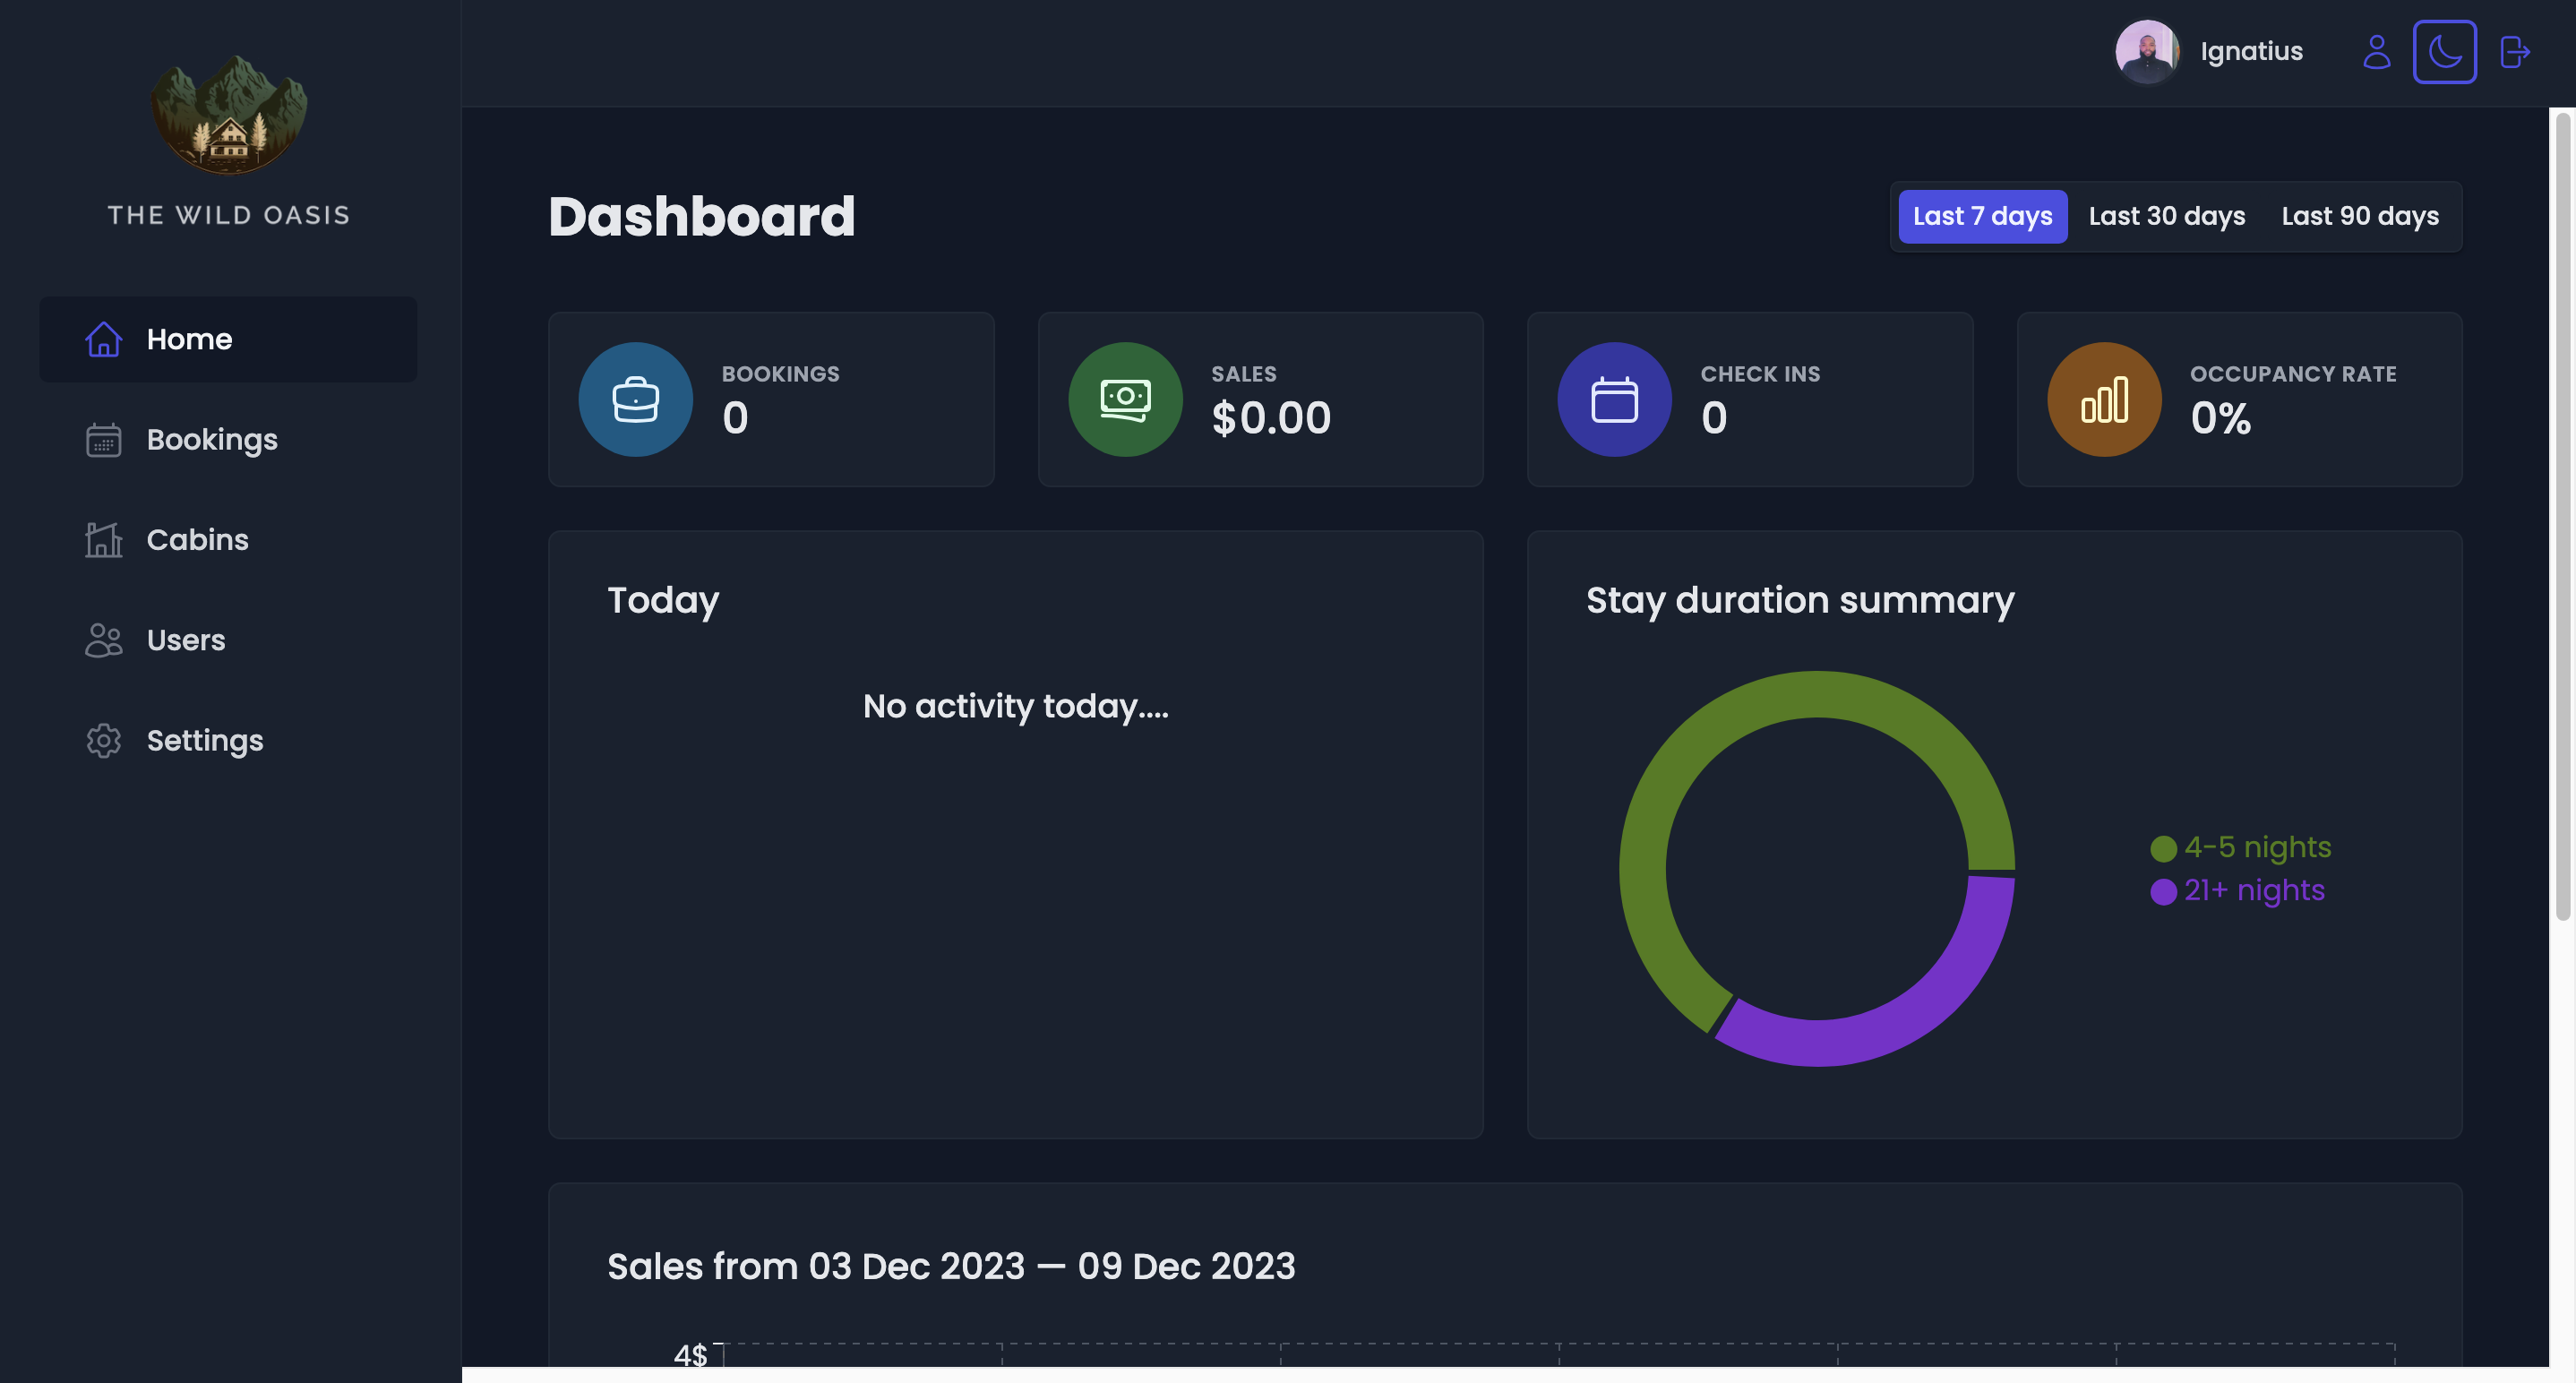 THE WILD OASIS
Home
Bookings
Cabins
Users
Settings
Ignatius
Dashboard
Last 7 days
Last 30 days
Last 90 days
BOOKINGS
0
SALES
$0.00
CHECK INS
0
OCCUPANCY RATE
0%
Today
No activity today....
Stay duration summary
4-5 nights
21+ nights
Sales from 03 Dec 2023 — 09 Dec 2023
4$